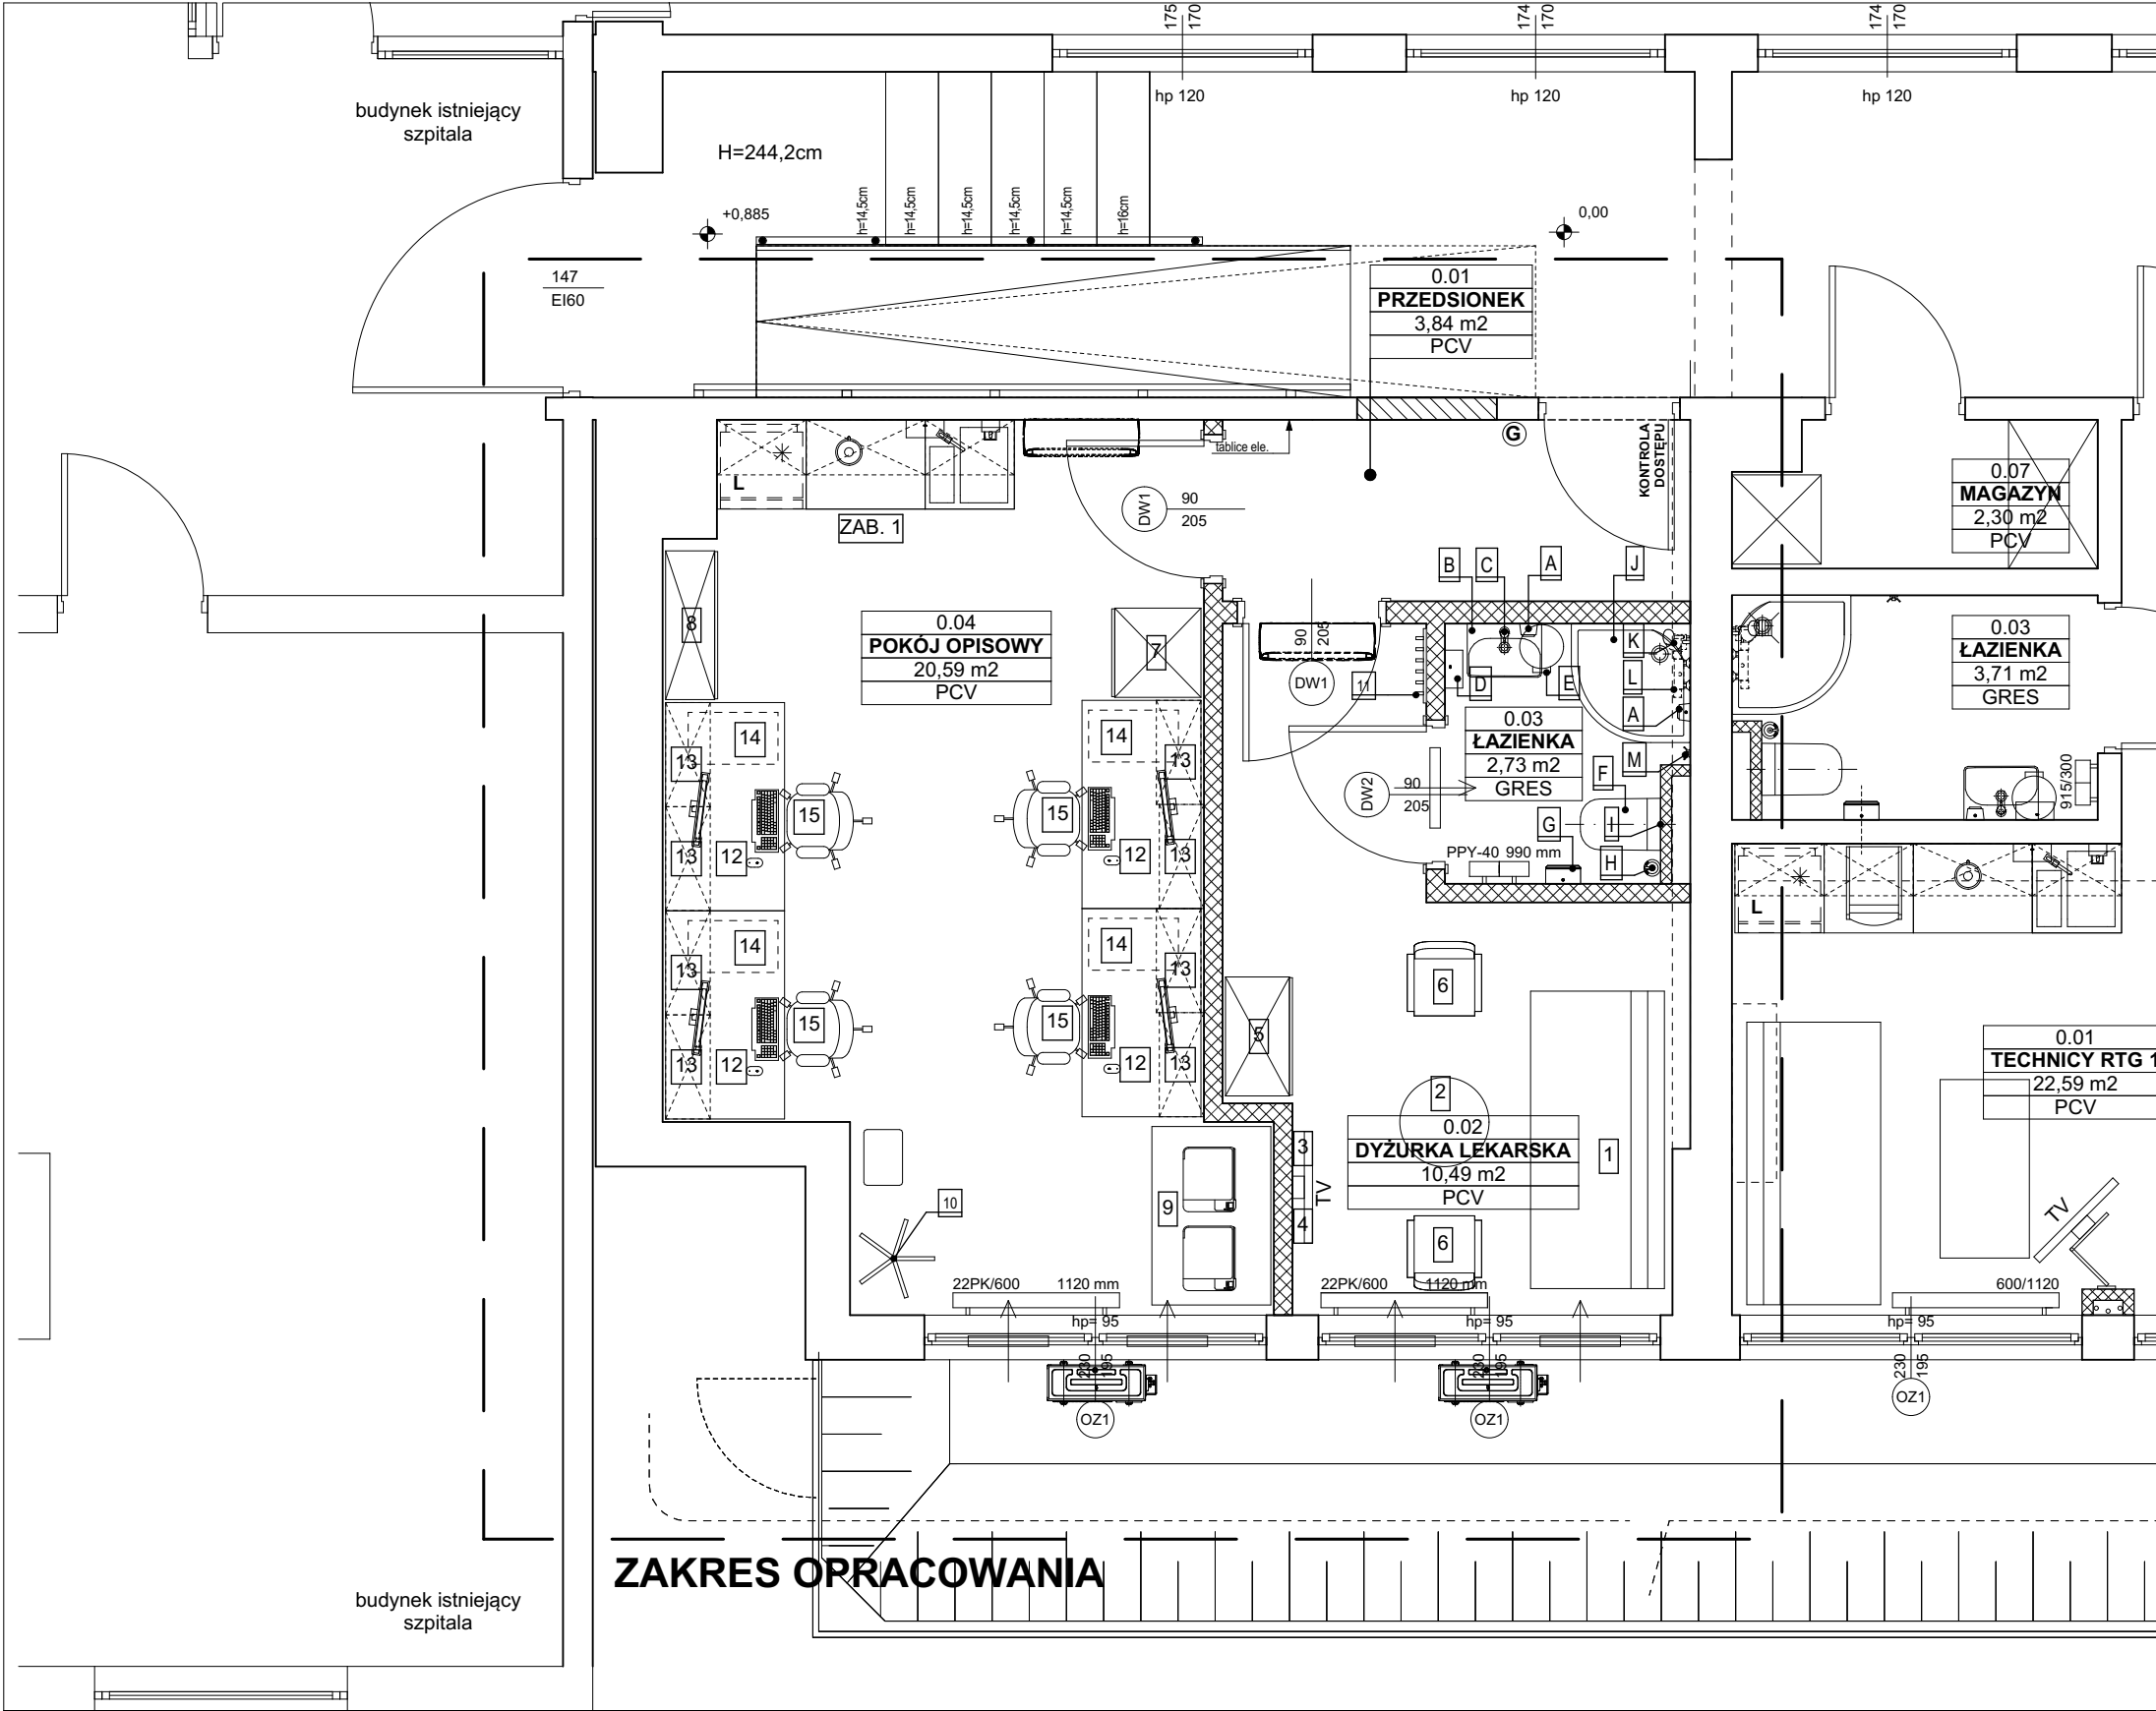 175
170
174
170
174
170
hp 120
hp 120
hp 120
budynek istniejący
szpitala
H=244,2cm
h=14,5cm
h=14,5cm
h=14,5cm
h=14,5cm
h=14,5cm
h=16cm
+0,885
0,00
147
EI60
0.01
PRZEDSIONEK
3,84 m2
PCV
G
KONTROLA
DOSTEPU
tablice ele.
L
ZAB. 1
DW1
90
205
0.07
MAGAZYN
2,30 m2
PCV
B
C
A
J
8
0.04
POKÓJ OPISOWY
20,59 m2
PCV
7
90
205
DW1
11
D
E
K
L
A
M
0.03
ŁAZIENKA
3,71 m2
GRES
0.03
ŁAZIENKA
2,73 m2
GRES
F
G
I
H
DW2
90
205
PPY-40 990 mm
915/300
14
13
13
12
15
14
13
13
12
15
14
13
13
12
15
14
13
13
12
15
L
6
5
2
0.02
DYŻURKA LEKARSKA
10,49 m2
PCV
1
3
TV
4
6
9
10
0.01
TECHNICY RTG 1
22,59 m2
PCV
TV
22PK/600
1120 mm
22PK/600
1120 mm
600/1120
hp= 95
hp= 95
hp= 95
230
195
230
195
230
195
OZ1
OZ1
OZ1
ZAKRES OPRACOWANIA
budynek istniejący
szpitala